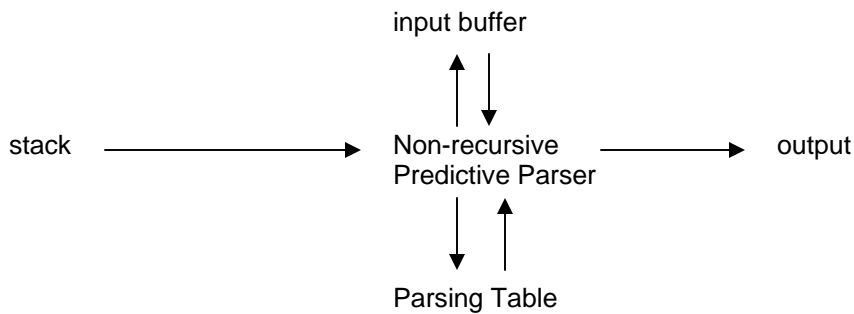 input buffer
stack
Non-recursive
Predictive Parser
output
Parsing Table